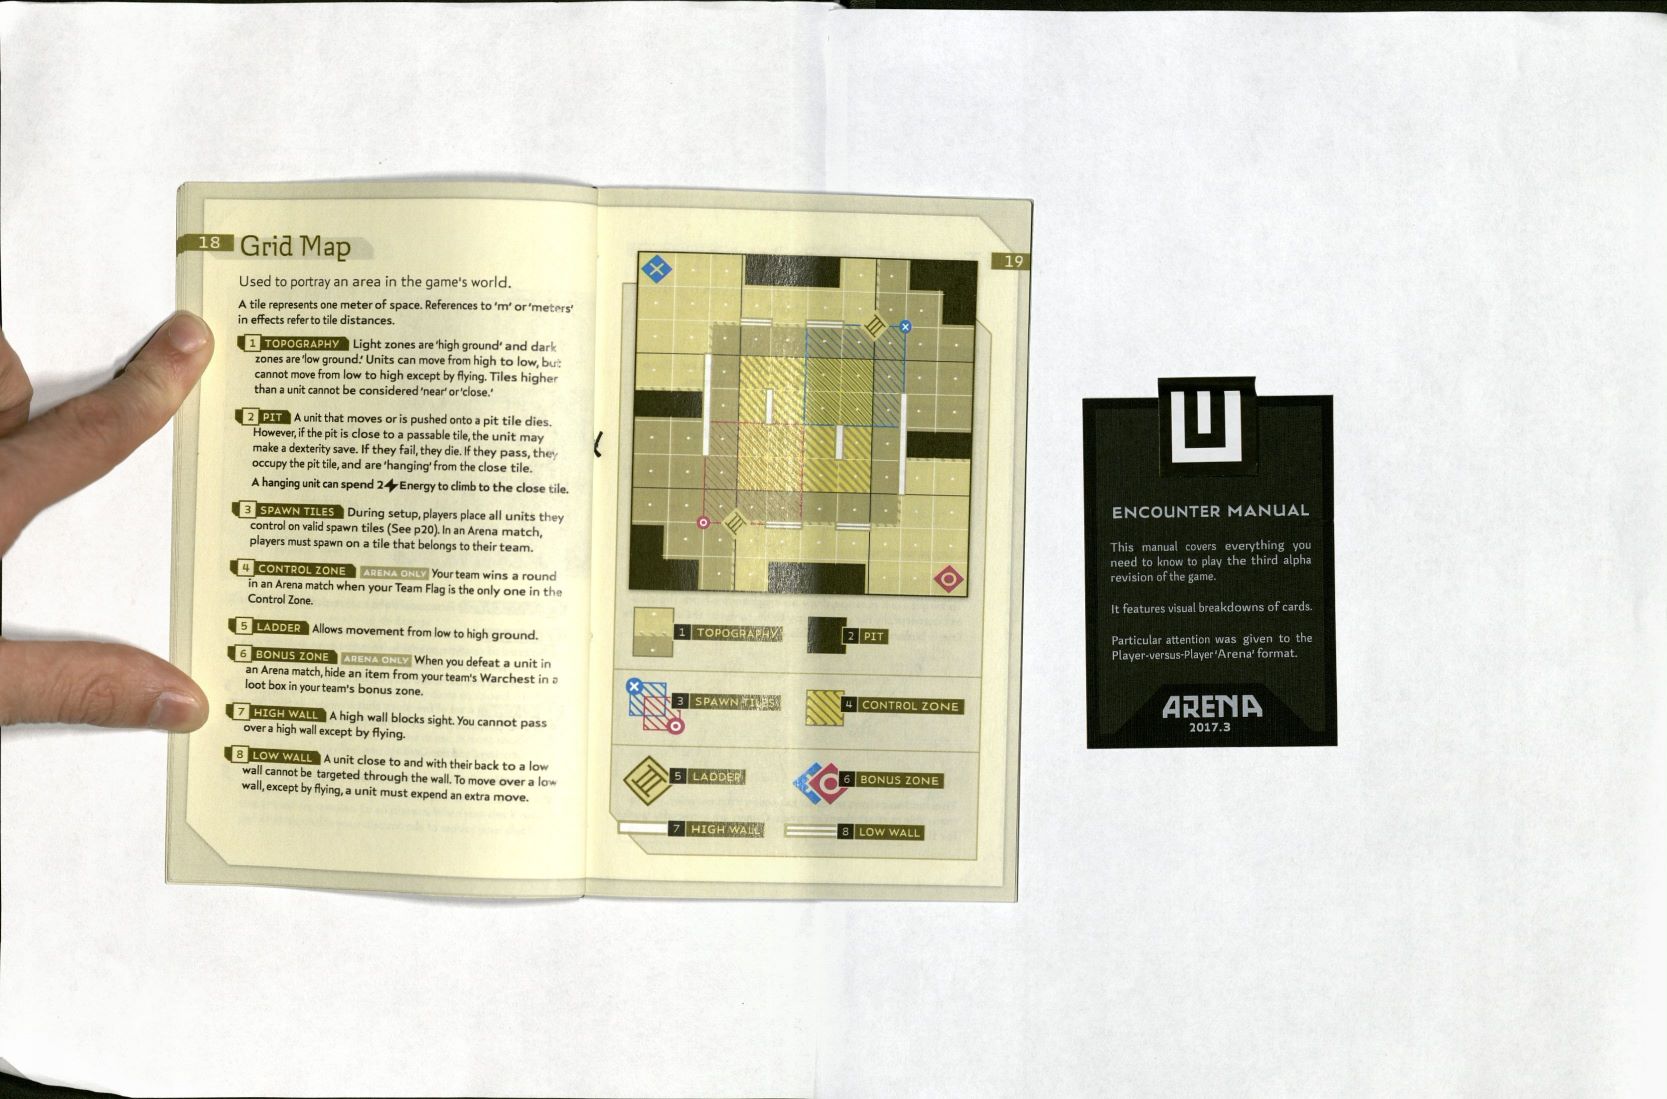 18
Grid Map
Used to portray an area in the game's world.
A tile represents one meter of space. References to 'm' or 'meters'
in effects refer to tile distances.
1 TOPOGRAPHY Light zones are 'high ground' and dark
zones are 'low ground.' Units can move from high to low, but
cannot move from low to high except by flying. Tiles higher
than a unit cannot be considered 'near' or 'close.'
2 PIT A unit that moves or is pushed onto a pit tile dies.
However, if the pit is close to a passable tile, the unit may
make a dexterity save. If they fail, they die. If they pass, they
occupy the pit tile, and are 'hanging' from the close tile.
A hanging unit can spend 2 Energy to climb to the close tile.
3 SPAWN TILES During setup, players place all units they
control on valid spawn tiles (See p20). In an Arena match,
players must spawn on a tile that belongs to their team.
4 CONTROL ZONE ARENA ONLY Your team wins a round
in an Arena match when your Team Flag is the only one in the
Control Zone.
5 LADDER Allows movement from low to high ground.
6 BONUS ZONE ARENA ONLY When you defeat a unit in
an Arena match, hide an item from your team's Warchest in a
loot box in your team's bonus zone.
7 HIGH WALL A high wall blocks sight. You cannot pass
over a high wall except by flying.
8 LOW WALL A unit close to and with their back to a low
wall cannot be targeted through the wall. To move over a low
wall, except by flying, a unit must expend an extra move.
19
1 TOPOGRAPHY
2 PIT
3 SPAWN TILES
4 CONTROL ZONE
5 LADDER
6 BONUS ZONE
7 HIGH WALL
8 LOW WALL
ENCOUNTER MANUAL
This manual covers everything you
need to know to play the third alpha
revision of the game.
It features visual breakdowns of cards.
Particular attention was given to the
Player-versus-Player 'Arena' format.
ARENA
2017.3